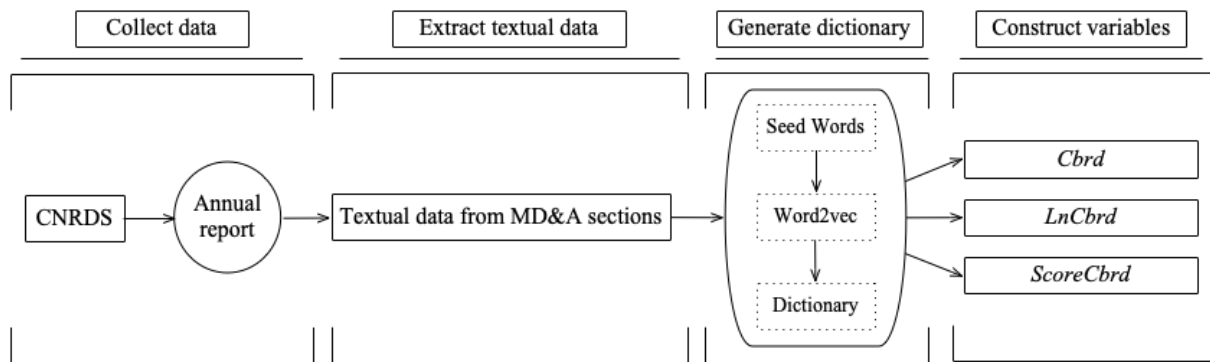 Collect data
Extract textual data
Generate dictionary
Construct variables
CNRDS
Annual
report
Textual data from MD&A sections
Seed Words
Word2vec
Dictionary
Cbrd
LnCbrd
ScoreCbrd